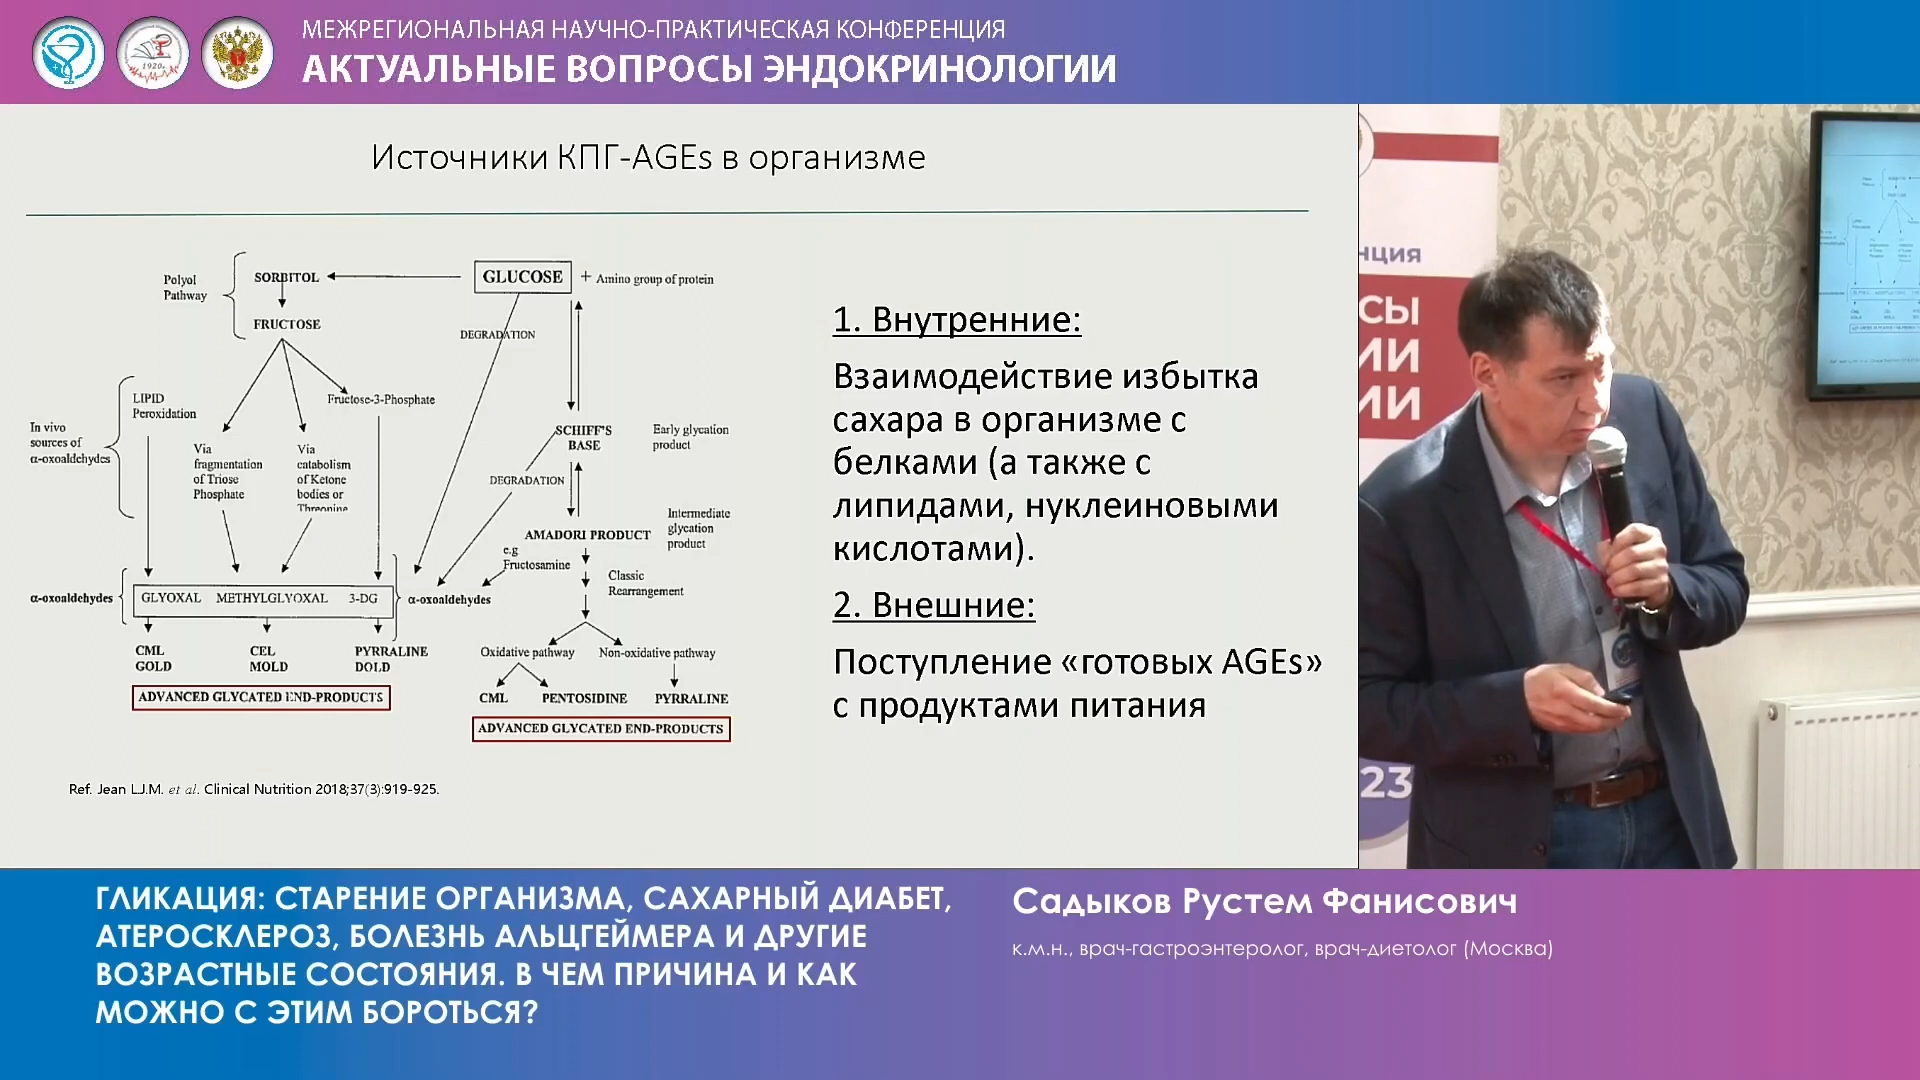 МЕЖРЕГИОНАЛЬНАЯ НАУЧНО-ПРАКТИЧЕСКАЯ КОНФЕРЕНЦИЯ
АКТУАЛЬНЫЕ ВОПРОСЫ ЭНДОКРИНОЛОГИИ
1920г.
Источники КПГ-AGEs в организме
Polyol
Pathway
SORBITOL
GLUCOSE
+ Amino group of protein
FRUCTOSE
DEGRADATION
LIPID
Peroxidation
Fructose-3-Phosphate
In vivo
sources of
α-oxoaldehydes
Via
fragmentation
of Triose
Phosphate
Via
catabolism
of Ketone
bodies or
Threonine
SCHIFF'S
BASE
Early glycation
product
DEGRADATION
AMADORI PRODUCT
Intermediate
glycation
product
e.g
Fructosamine
Classic
Rearrangement
α-oxoaldehydes
GLYOXAL METHYLGLYOXAL 3-DG
α-oxoaldehydes
CML
GOLD
CEL
MOLD
PYRRALINE
DOLD
ADVANCED GLYCATED END-PRODUCTS
Oxidative pathway
Non-oxidative pathway
CML
PENTOSIDINE
PYRRALINE
ADVANCED GLYCATED END-PRODUCTS
Ref. Jean L.J.M. et al. Clinical Nutrition 2018;37(3):919-925.
1. Внутренние:
Взаимодействие избытка
сахара в организме с
белками (а также с
липидами, нуклеиновыми
кислотами).
2. Внешние:
Поступление «готовых AGEs»
с продуктами питания
нция
СЫ
ИИ
ИИ
23
ГЛИКАЦИЯ: СТАРЕНИЕ ОРГАНИЗМА, САХАРНЫЙ ДИАБЕТ,
АТЕРОСКЛЕРОЗ, БОЛЕЗНЬ АЛЬЦГЕЙМЕРА И ДРУГИЕ
ВОЗРАСТНЫЕ СОСТОЯНИЯ. В ЧЕМ ПРИЧИНА И КАК
МОЖНО С ЭТИМ БОРОТЬСЯ?
Садыков Рустем Фанисович
к.м.н., врач-гастроэнтеролог, врач-диетолог (Москва)